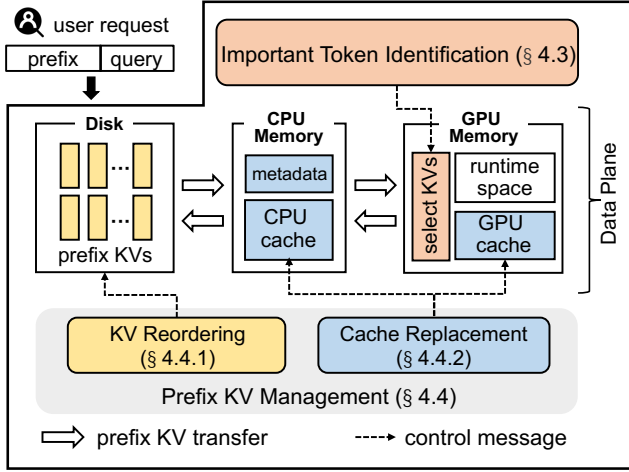 user request
prefix query
Important Token Identification (§ 4.3)
Disk
CPU
Memory
GPU
Memory
...
...
prefix KVs
metadata
CPU
cache
select KVs
runtime
space
GPU
cache
Data Plane
KV Reordering
(§ 4.4.1)
Cache Replacement
(§ 4.4.2)
Prefix KV Management (§ 4.4)
prefix KV transfer
control message